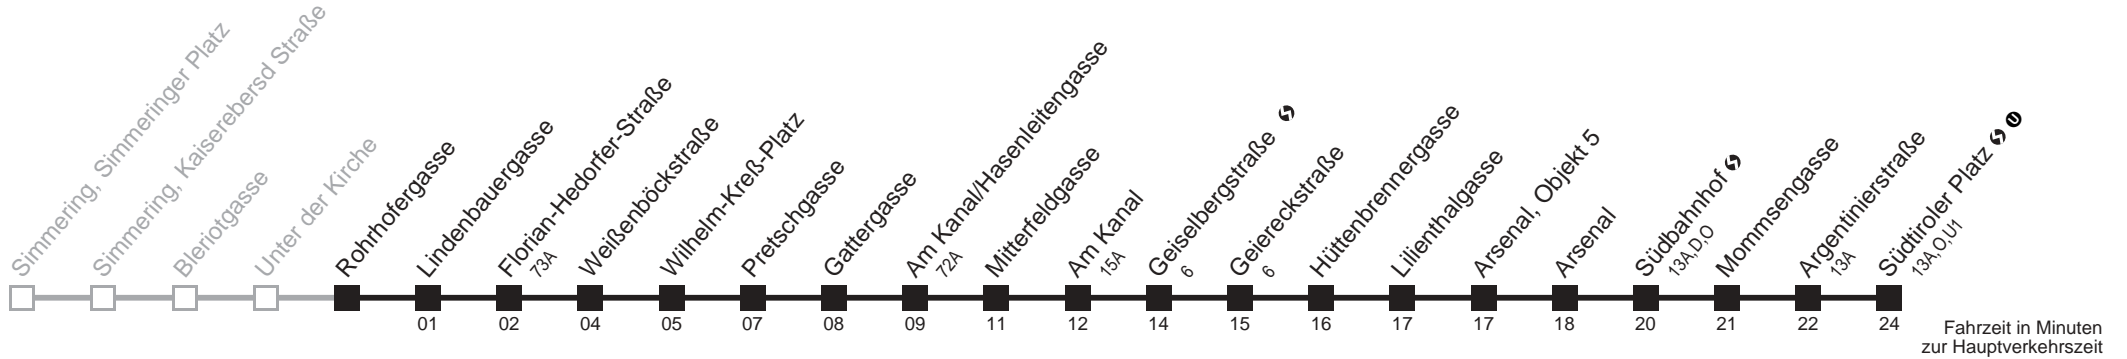 Simmering, Simmeringer Platz
Simmering, Kaiserebersd Straße
Bleriotgasse
Unter der Kirche
Rohrhofergasse
Lindenbauergasse
01
Florian-Hedorfer-Straße
73A
02
Weißenböckstraße
04
Wilhelm-Kreß-Platz
05
Pretschgasse
07
Gattergasse
08
Am Kanal/Hasenleitengasse
72A
09
Mitterfeldgasse
11
Am Kanal
15A
12
Geiselbergstraße
6
14
Geiereckstraße
6
15
Hüttenbrennergasse
16
Lilienthalgasse
17
Arsenal, Objekt 5
17
Arsenal
18
Südbahnhof
13A,D,O
20
Mommsengasse
21
Argentinierstraße
13A
22
Südtiroler Platz U
13A,O,U1
24
Fahrzeit in Minuten
zur Hauptverkehrszeit